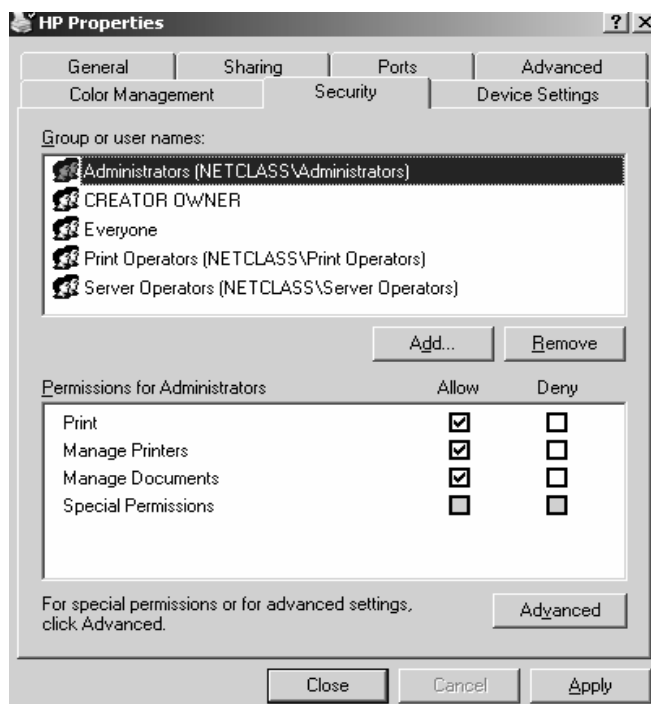 HP Properties
General Sharing Ports Advanced
Color Management Security Device Settings
Group or user names:
Administrators (NETCLASS\Administrators)
CREATOR OWNER
Everyone
Print Operators (NETCLASS\Print Operators)
Server Operators (NETCLASS\Server Operators)
Add... Remove
Permissions for Administrators Allow Deny
Print
Manage Printers
Manage Documents
Special Permissions
For special permissions or for advanced settings,
click Advanced.
Advanced
Close Cancel Apply